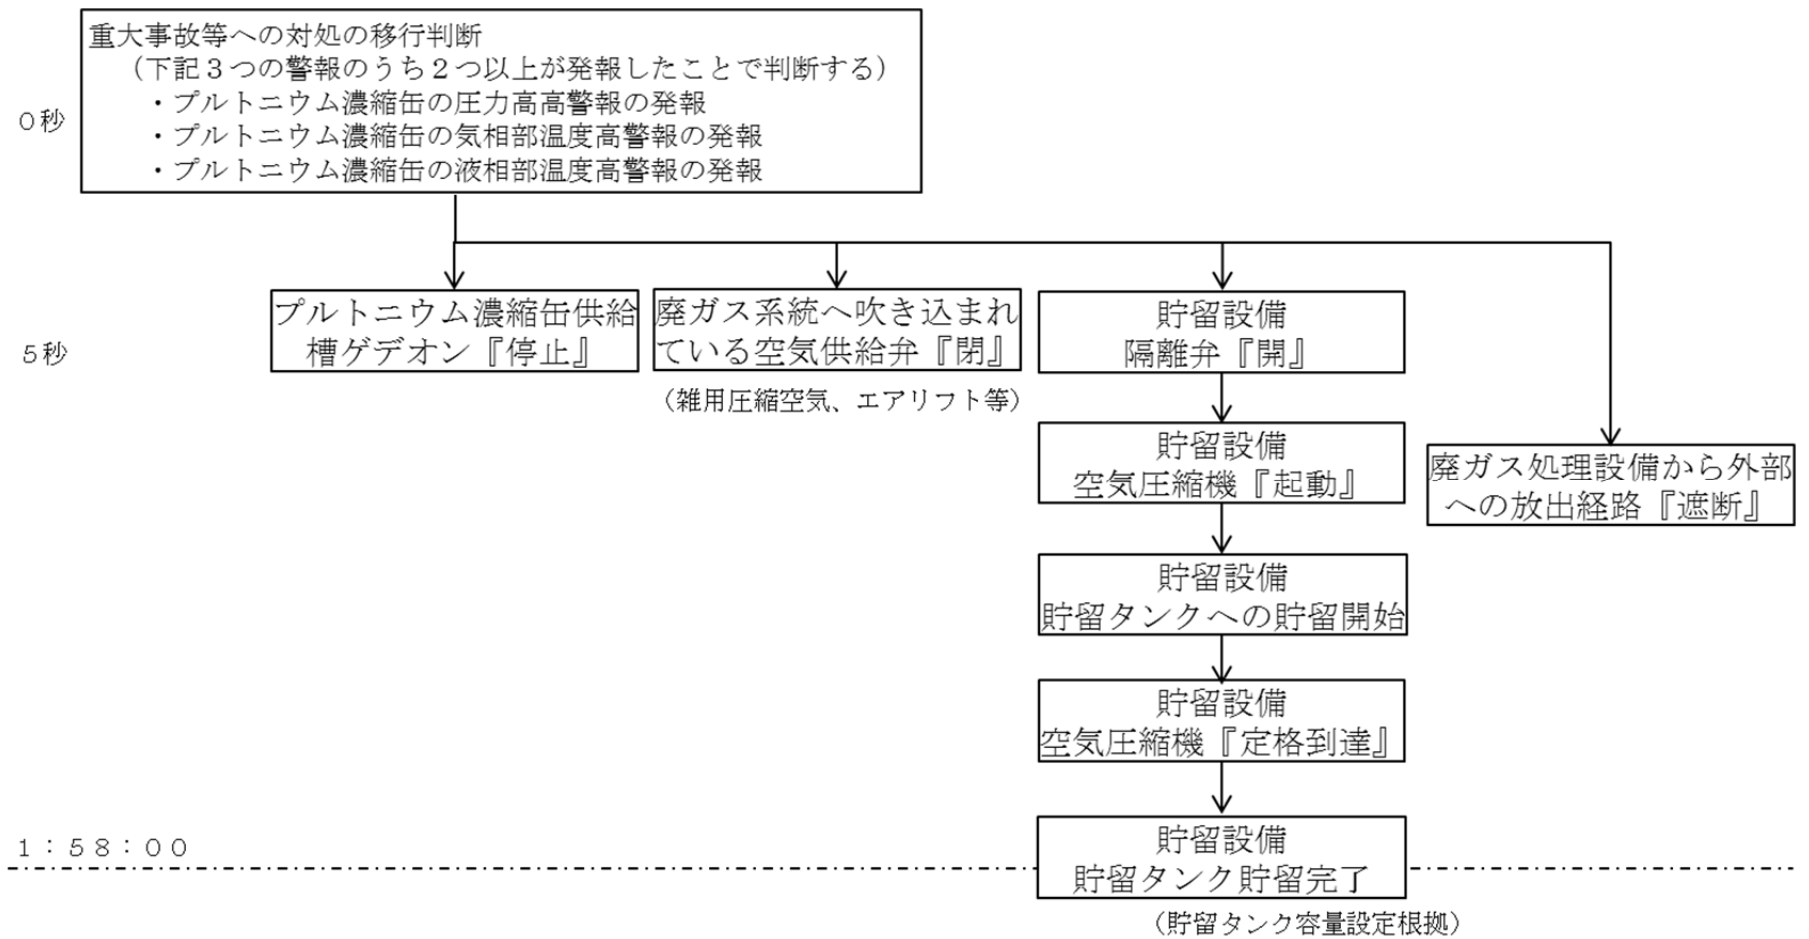 重大事故等への対処の移行判断
（下記３つの警報のうち２つ以上が発報したことで判断する）
・プルトニウム濃縮缶の圧力高高警報の発報
０秒
・プルトニウム濃縮缶の気相部温度高警報の発報
・プルトニウム濃縮缶の液相部温度高警報の発報
５秒
プルトニウム濃縮缶供給
槽ゲデオン『停止』
廃ガス系統へ吹き込まれ
ている空気供給弁『閉』
（雑用圧縮空気、エアリフト等）
貯留設備
隔離弁『開』
貯留設備
空気圧縮機『起動』
廃ガス処理設備から外部
への放出経路『遮断』
貯留設備
貯留タンクへの貯留開始
貯留設備
空気圧縮機『定格到達』
１：５８：００
貯留設備
貯留タンク貯留完了
（貯留タンク容量設定根拠）